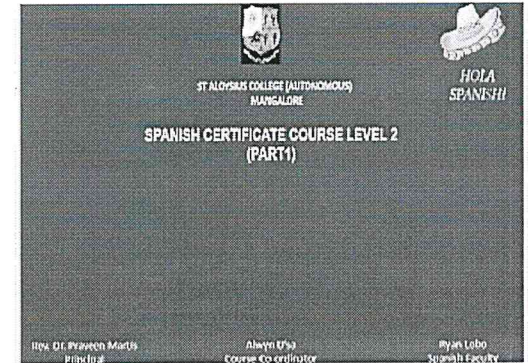 ST ALOYSIUS COLLEGE (AUTONOMOUS)
MANGALORE
HOLA
SPANISH!
SPANISH CERTIFICATE COURSE LEVEL 2
(PART1)
Rev. Dr. Praveen Martis
Principal
Alwyn D'sa
Course Co-ordinator
Ryan Lobo
Spanish Faculty